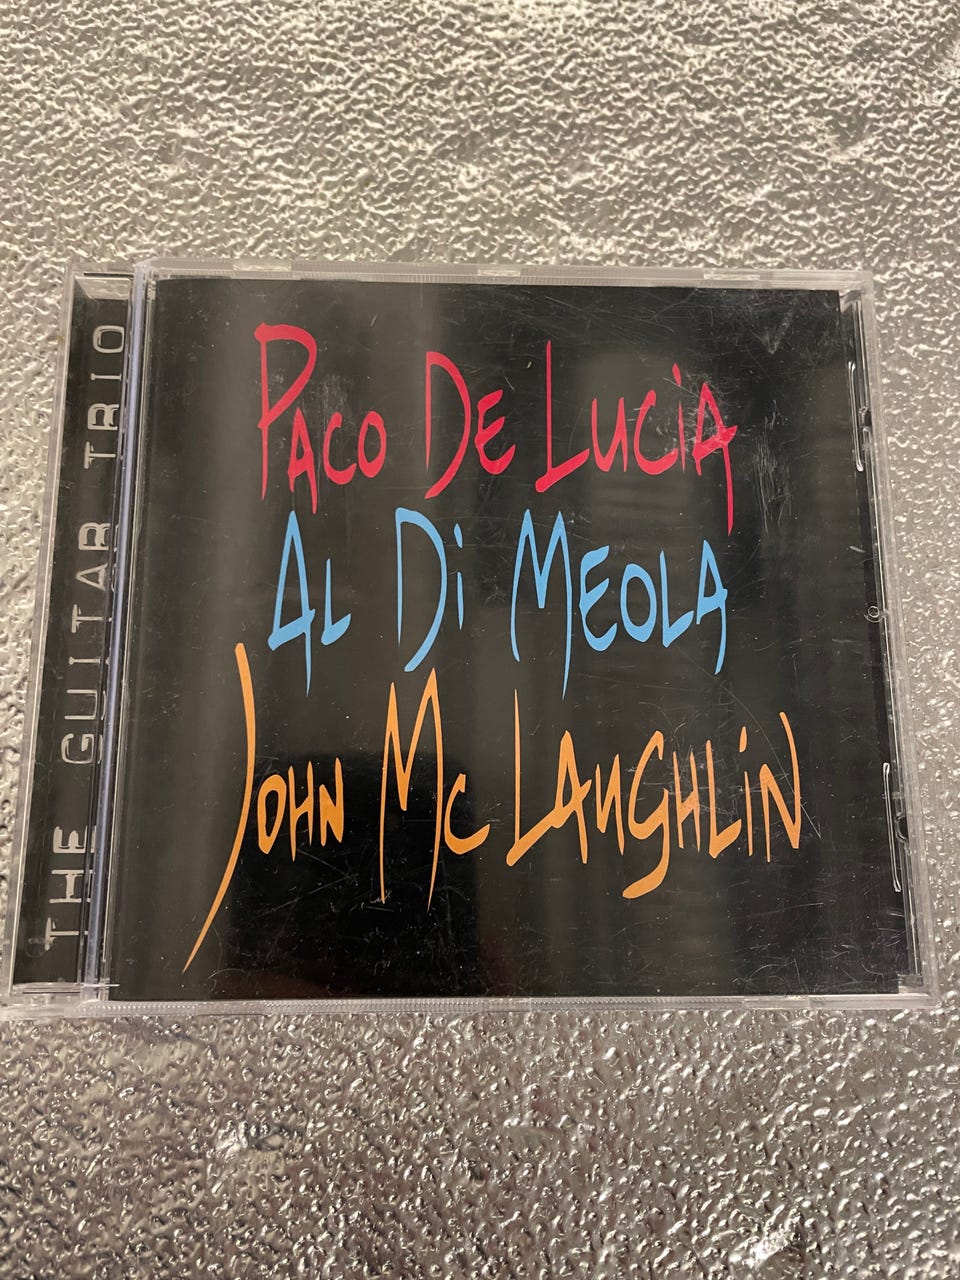 THE GUITAR TRIO
PACO DE LUCiA
AL Di MEOLA
JOHN MC LAUGHLiN